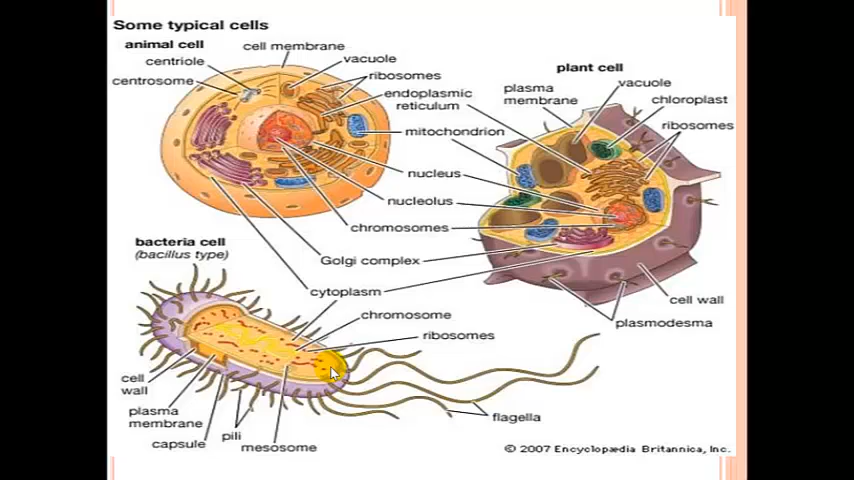 Some typical cells
animal cell
cell membrane
centriole
vacuole
centrosome
ribosomes
endoplasmic
reticulum
mitochondrion
nucleus
nucleolus
chromosomes
Golgi complex
cytoplasm
plant cell
plasma
membrane
vacuole
chloroplast
ribosomes
cell wall
plasmodesma
bacteria cell
(bacillus type)
chromosome
ribosomes
cell
wall
plasma
membrane
capsule
pili
mesosome
flagella
© 2007 Encyclopædia Britannica, Inc.